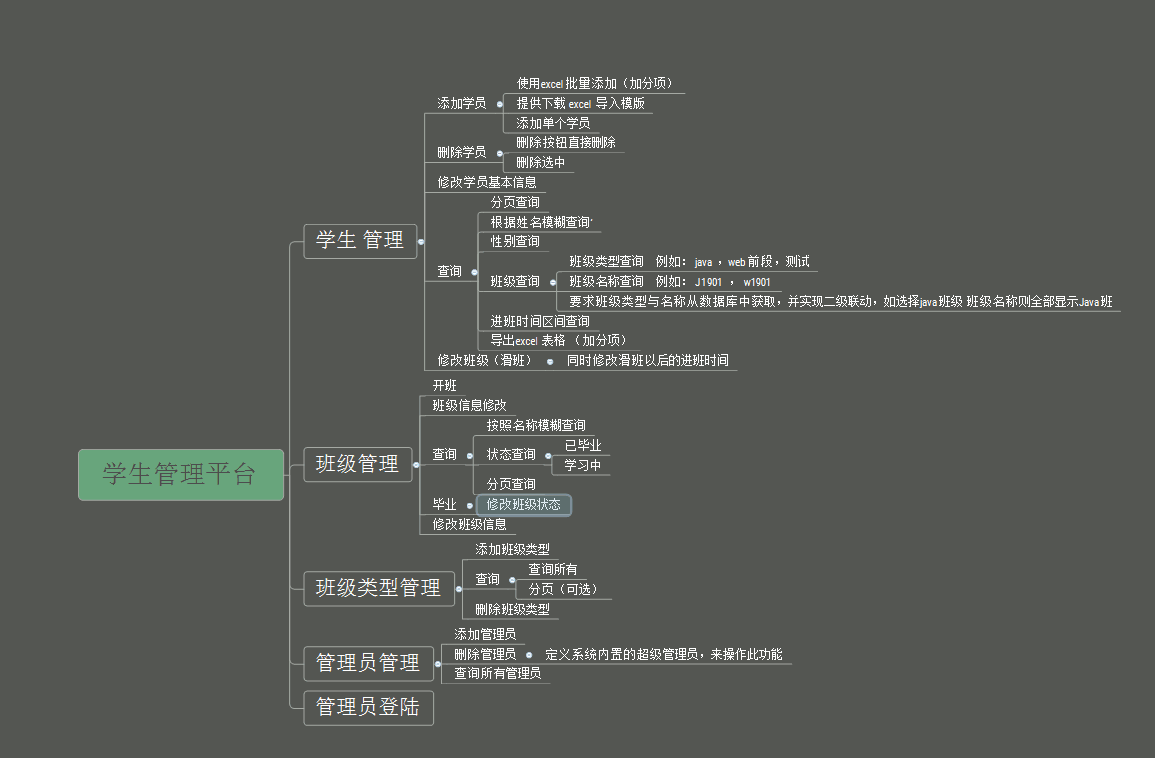 学生管理平台
学生 管理
添加学员
使用excel 批量添加（加分项）
提供下载 excel 导入模版
添加单个学员
删除学员
删除按钮直接删除
删除选中
修改学员基本信息
查询
分页查询
根据姓名模糊查询·
性别查询
班级查询
班级类型查询 例如：java ，web 前段，测试
班级名称查询 例如：J1901 ， w1901
要求班级类型与名称从数据库中获取，并实现二级联动，如选择java班级 班级名称则全部显示Java班
进班时间区间查询
导出excel 表格 （加分项）
修改班级（滑班）
同时修改滑班以后的进班时间
班级管理
开班
班级信息修改
查询
按照名称模糊查询
状态查询
已毕业
学习中
分页查询
毕业
修改班级状态
修改班级信息
班级类型管理
添加班级类型
查询
查询所有
分页（可选）
删除班级类型
管理员管理
添加管理员
删除管理员
定义系统内置的超级管理员，来操作此功能
查询所有管理员
管理员登陆